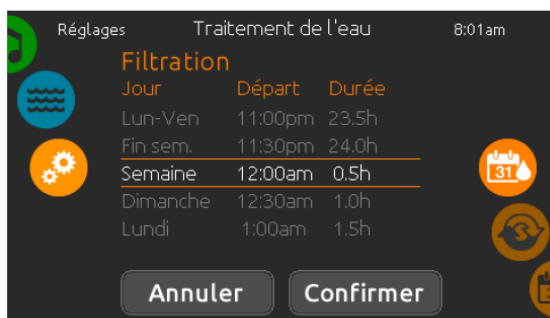 Réglages Traitement de l'eau 8:01am
Filtration
Jour Départ Durée
Lun-Ven 11:00pm 23.5h
Fin sem. 11:30pm 24.0h
Semaine 12:00am 0.5h
31
Dimanche 12:30am 1.0h
Lundi 1:00am 1.5h
Annuler Confirmer